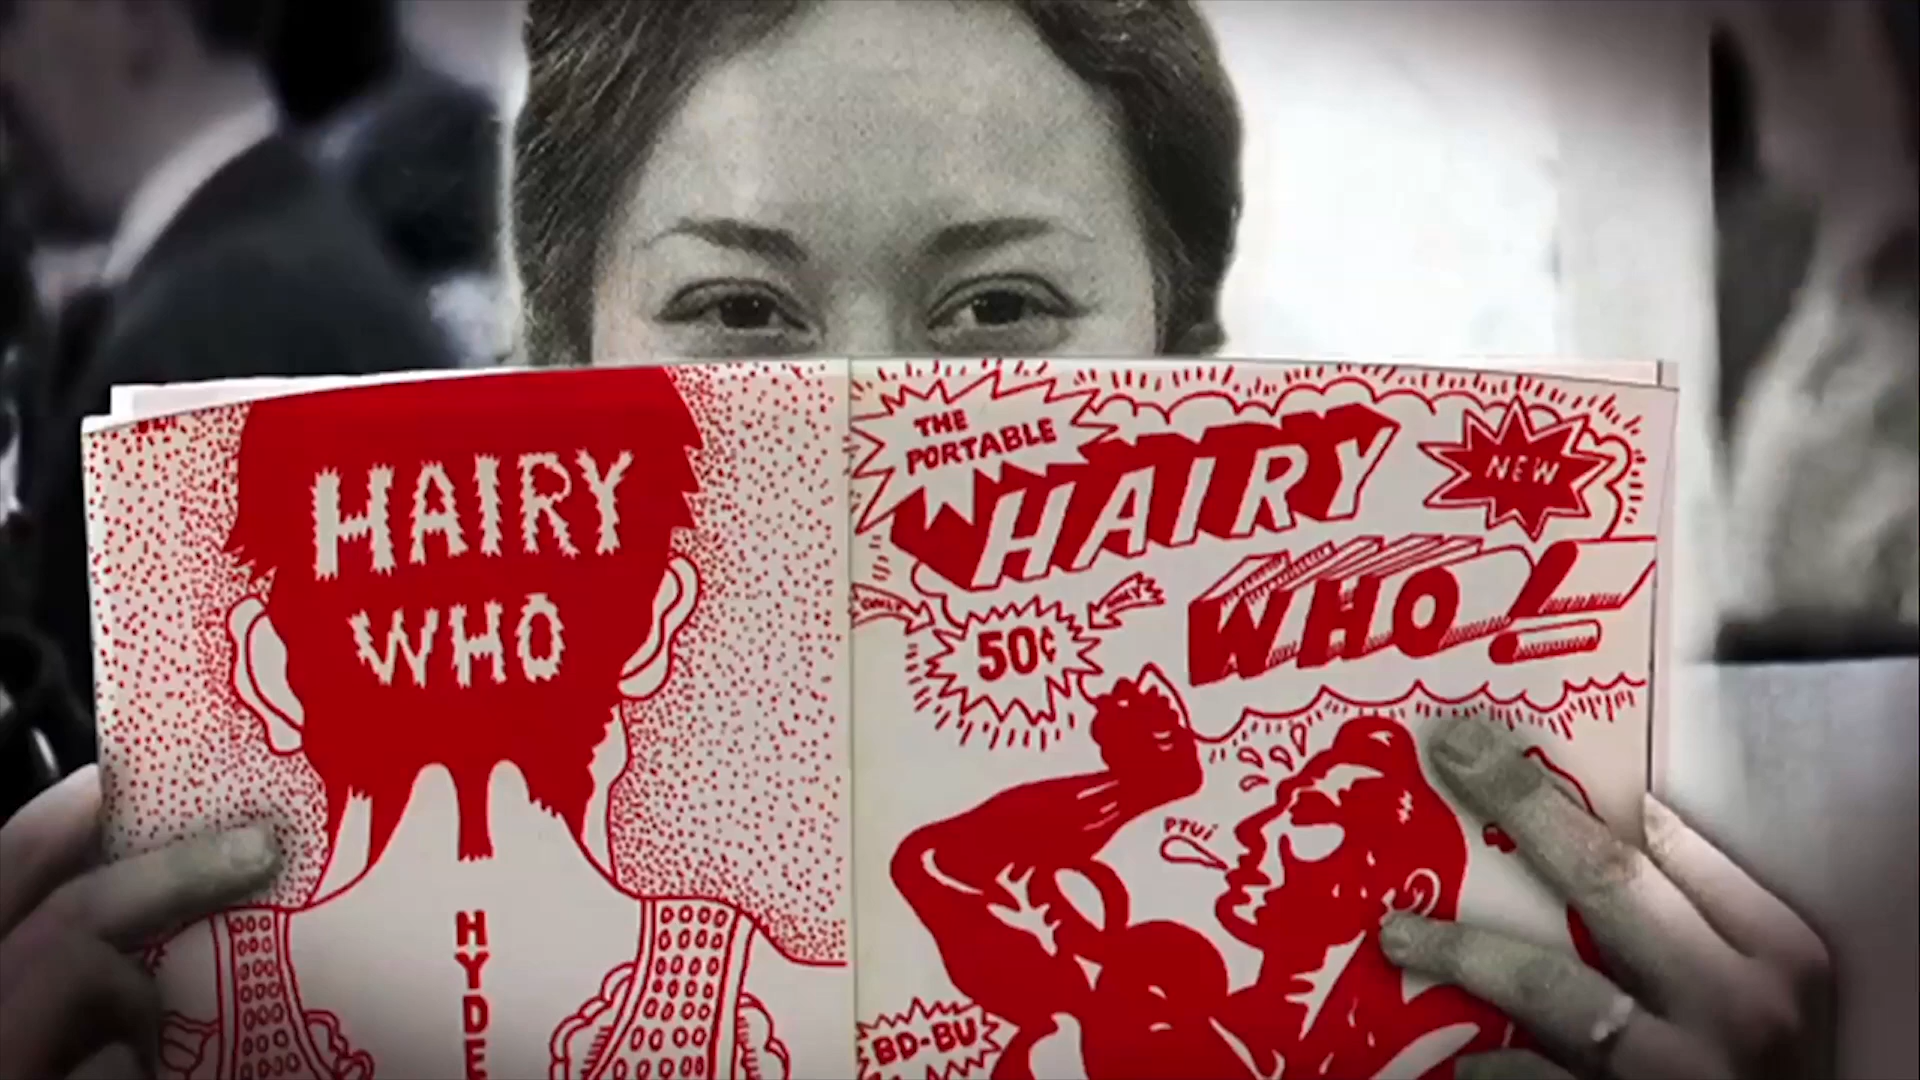 HAIRY
WHO
HYDE
THE
PORTABLE
HAIRY
WHO!
NEW
50¢
PTUI
BD-BU